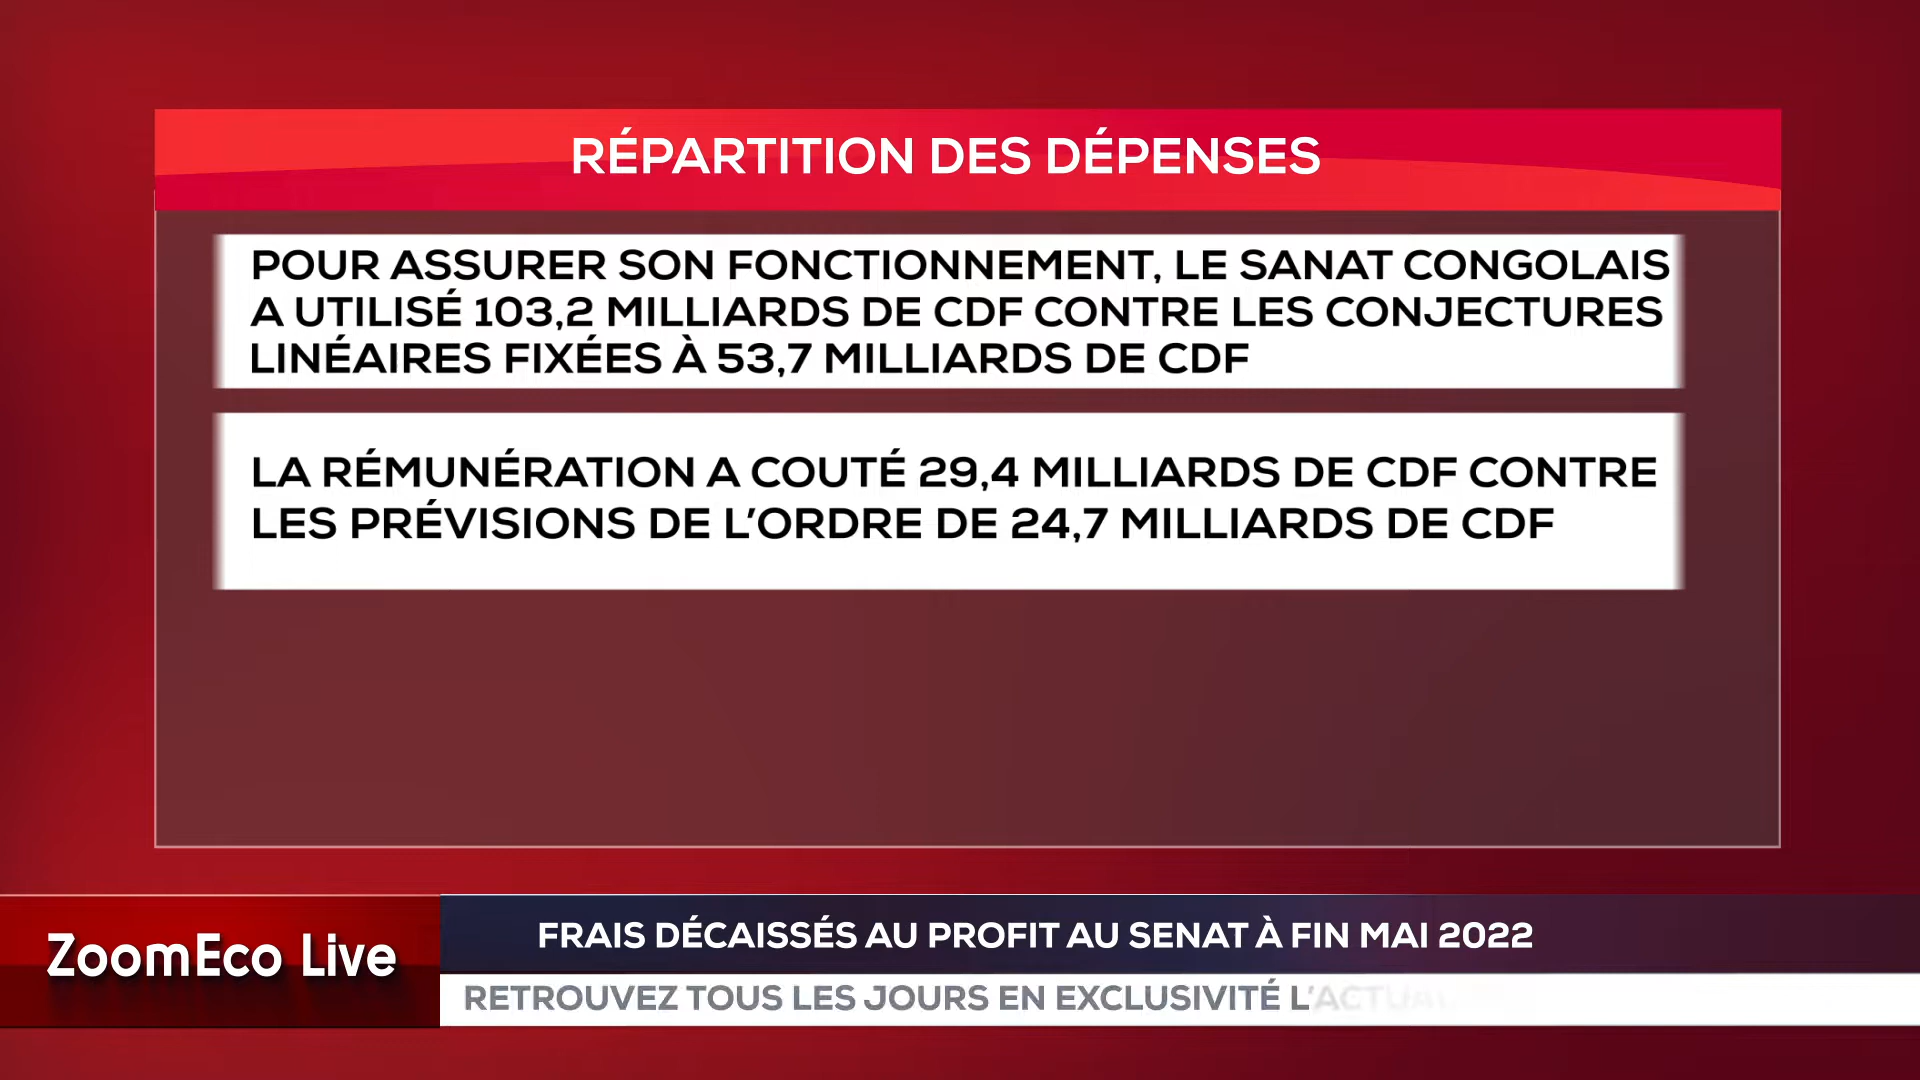 RÉPARTITION DES DÉPENSES
POUR ASSURER SON FONCTIONNEMENT, LE SANAT CONGOLAIS
A UTILISÉ 103,2 MILLIARDS DE CDF CONTRE LES CONJECTURES
LINÉAIRES FIXÉES À 53,7 MILLIARDS DE CDF
LA RÉMUNÉRATION A COUTÉ 29,4 MILLIARDS DE CDF CONTRE
LES PRÉVISIONS DE L'ORDRE DE 24,7 MILLIARDS DE CDF
ZoomEco Live
FRAIS DÉCAISSÉS AU PROFIT AU SENAT À FIN MAI 2022
RETROUVEZ TOUS LES JOURS EN EXCLUSIVITÉ